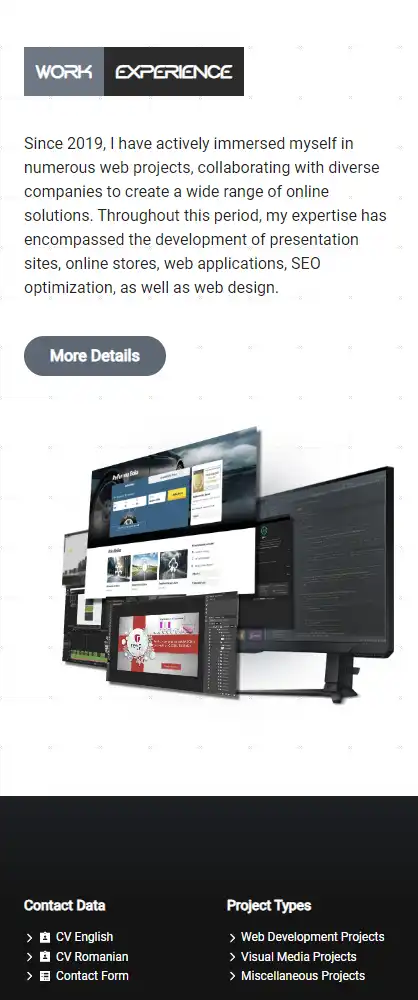 WORK EXPERIENCE
Since 2019, I have actively immersed myself in
numerous web projects, collaborating with diverse
companies to create a wide range of online
solutions. Throughout this period, my expertise has
encompassed the development of presentation
sites, online stores, web applications, SEO
optimization, as well as web design.
More Details
Contact Data
CV English
CV Romanian
Contact Form
Project Types
Web Development Projects
Visual Media Projects
Miscellaneous Projects